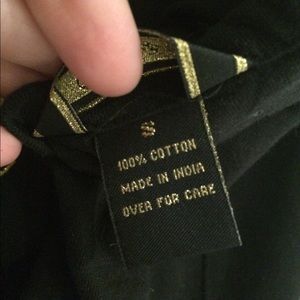 S
100% COTTON
MADE IN INDIA
OVER FOR CARE